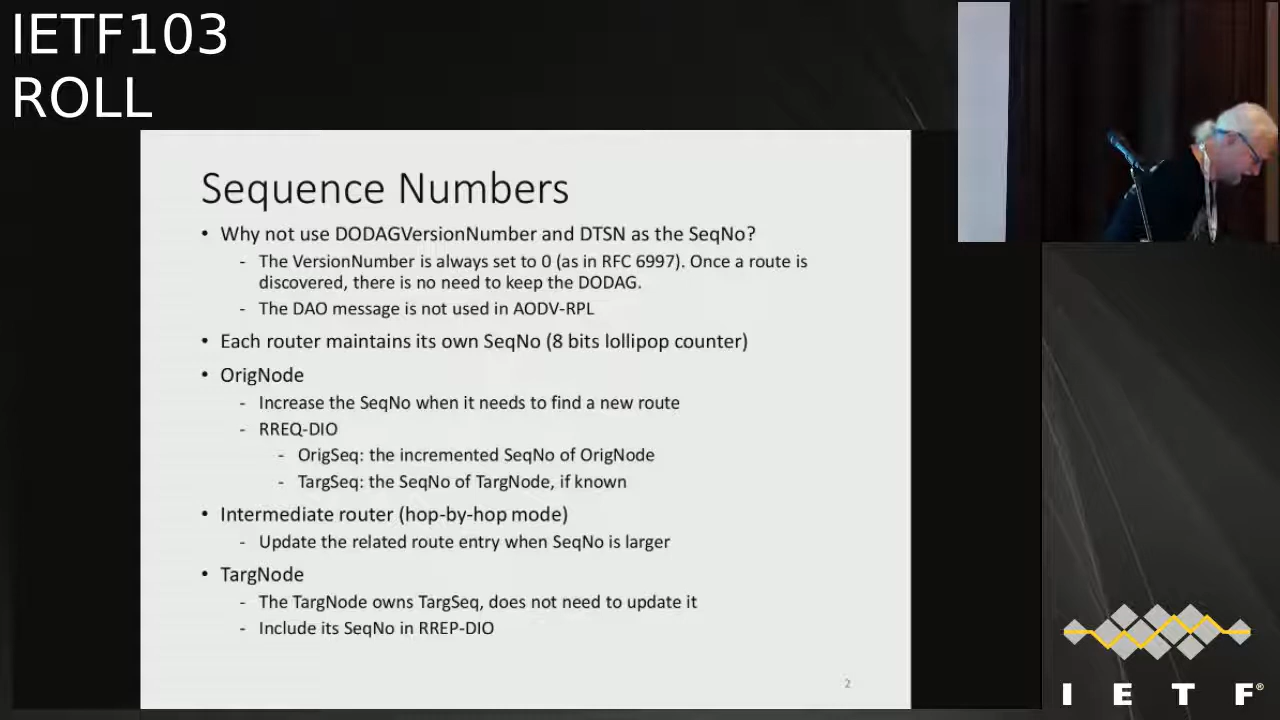 IETF103
ROLL
Sequence Numbers
• Why not use DODAGVersionNumber and DTSN as the SeqNo?
- The VersionNumber is always set to 0 (as in RFC 6997). Once a route is
discovered, there is no need to keep the DODAG.
- The DAO message is not used in AODV-RPL
• Each router maintains its own SeqNo (8 bits lollipop counter)
• OrigNode
- Increase the SeqNo when it needs to find a new route
- RREQ-DIO
- OrigSeq: the incremented SeqNo of OrigNode
- TargSeq: the SeqNo of TargNode, if known
• Intermediate router (hop-by-hop mode)
- Update the related route entry when SeqNo is larger
• TargNode
- The TargNode owns TargSeq, does not need to update it
- Include its SeqNo in RREP-DIO
2
I E T F®